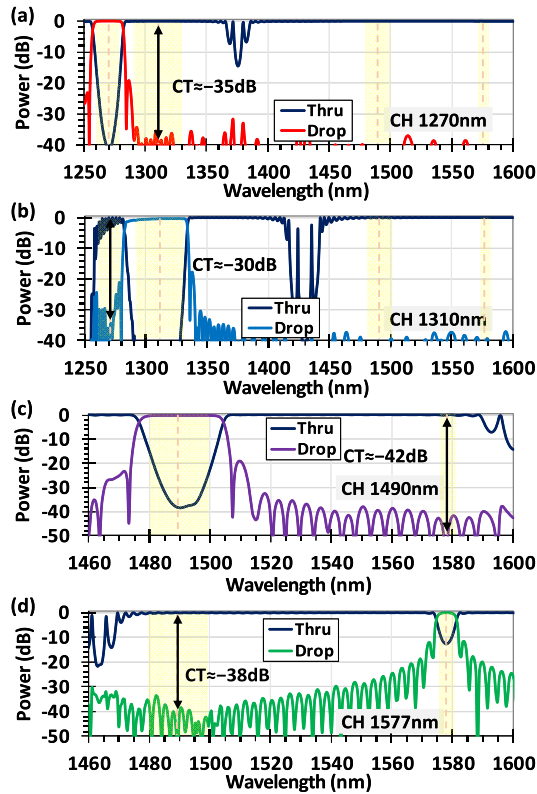 (a)
Power (dB)
0
-10
-20
-30
-40
CT≈−35dB
Thru
Drop
CH 1270nm
1250 1300 1350 1400 1450 1500 1550 1600
Wavelength (nm)
(b)
Power (dB)
0
-10
-20
-30
-40
CT≈−30dB
Thru
Drop
CH 1310nm
1250 1300 1350 1400 1450 1500 1550 1600
Wavelength (nm)
(c)
Power (dB)
0
-10
-20
-30
-40
-50
Thru
Drop
CT≈−42dB
CH 1490nm
1460 1480 1500 1520 1540 1560 1580 1600
Wavelength (nm)
(d)
Power (dB)
0
-10
-20
-30
-40
-50
Thru
Drop
CT≈−38dB
CH 1577nm
1460 1480 1500 1520 1540 1560 1580 1600
Wavelength (nm)